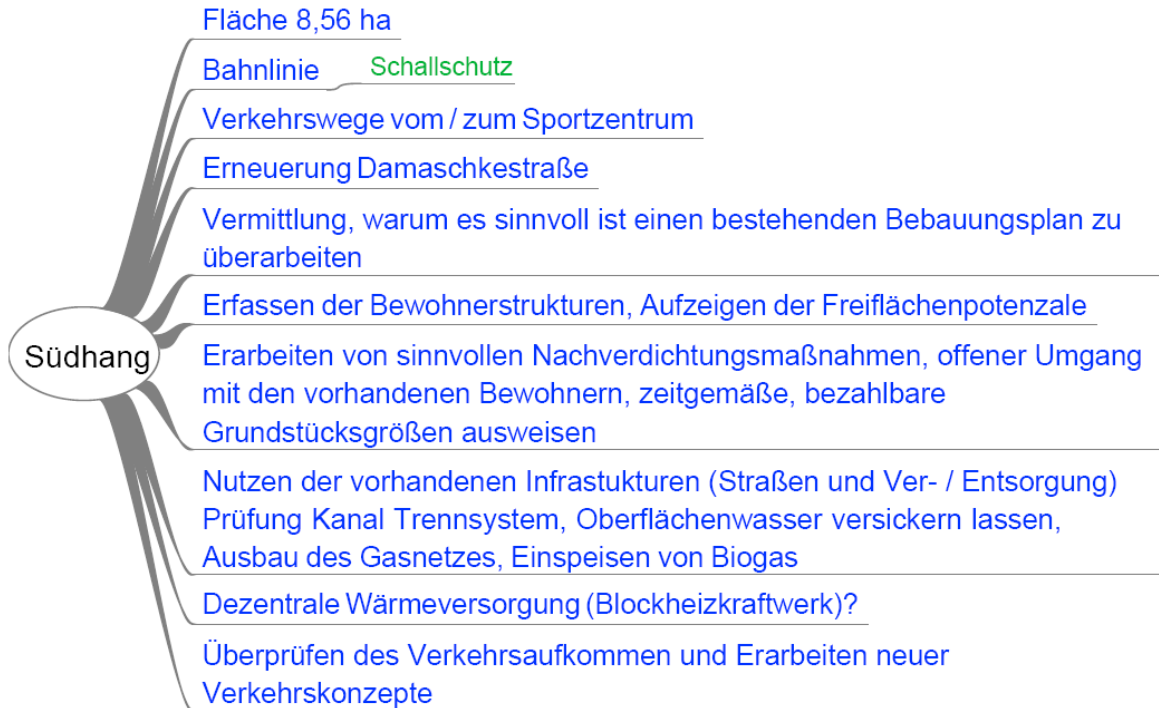 Fläche 8,56 ha
Bahnlinie Schallschutz
Verkehrswege vom / zum Sportzentrum
Erneuerung Damaschkestraße
Vermittlung, warum es sinnvoll ist einen bestehenden Bebauungsplan zu
überarbeiten
Erfassen der Bewohnerstrukturen, Aufzeigen der Freiflächenpotenzale
Südhang
Erarbeiten von sinnvollen Nachverdichtungsmaßnahmen, offener Umgang
mit den vorhandenen Bewohnern, zeitgemäße, bezahlbare
Grundstücksgrößen ausweisen
Nutzen der vorhandenen Infrastukturen (Straßen und Ver- / Entsorgung)
Prüfung Kanal Trennsystem, Oberflächenwasser versickern lassen,
Ausbau des Gasnetzes, Einspeisen von Biogas
Dezentrale Wärmeversorgung (Blockheizkraftwerk)?
Überprüfen des Verkehrsaufkommen und Erarbeiten neuer
Verkehrskonzepte